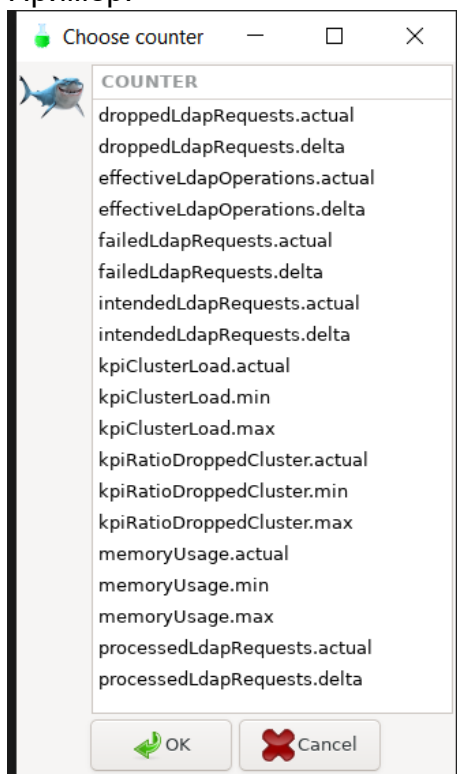 Пример:
Choose counter
COUNTER
droppedLdapRequests.actual
droppedLdapRequests.delta
effectiveLdapOperations.actual
effectiveLdapOperations.delta
failedLdapRequests.actual
failedLdapRequests.delta
intendedLdapRequests.actual
intendedLdapRequests.delta
kpiClusterLoad.actual
kpiClusterLoad.min
kpiClusterLoad.max
kpiRatioDroppedCluster.actual
kpiRatioDroppedCluster.min
kpiRatioDroppedCluster.max
memoryUsage.actual
memoryUsage.min
memoryUsage.max
processedLdapRequests.actual
processedLdapRequests.delta
OK
Cancel